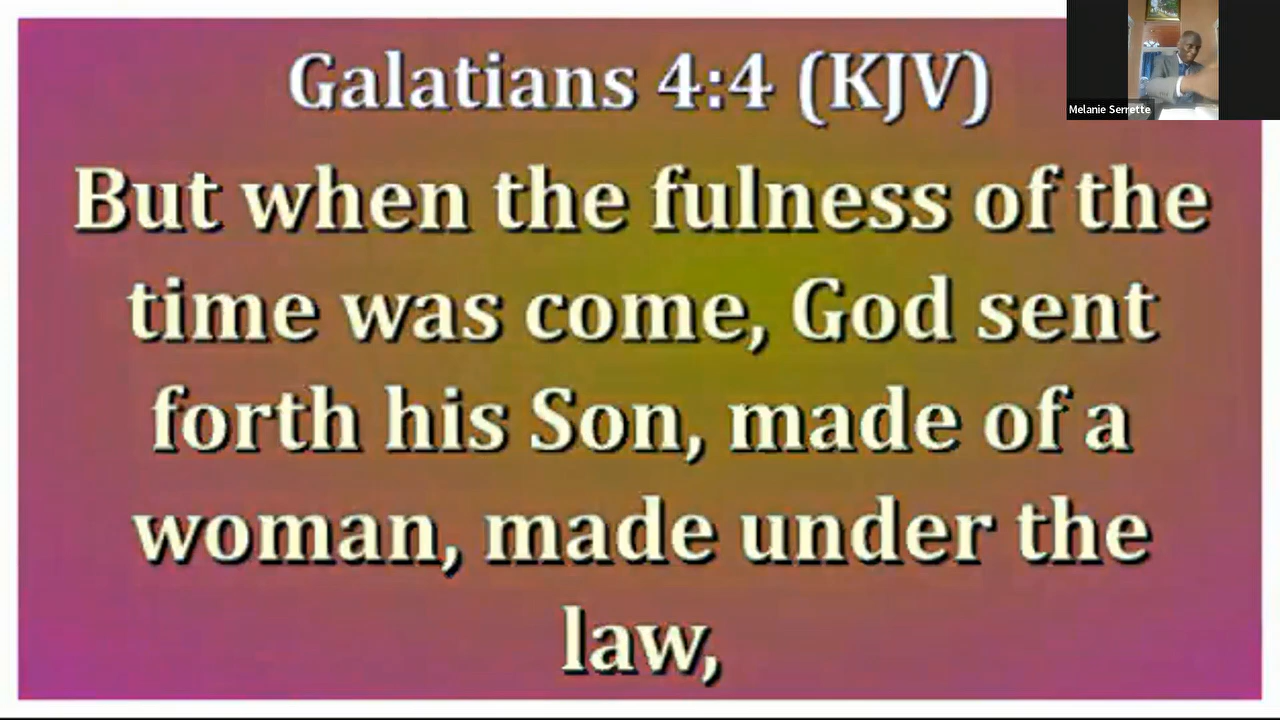 Galatians 4:4 (KJV)
But when the fulness of the
time was come, God sent
forth his Son, made of a
woman, made under the
law,
Melanie Serrette